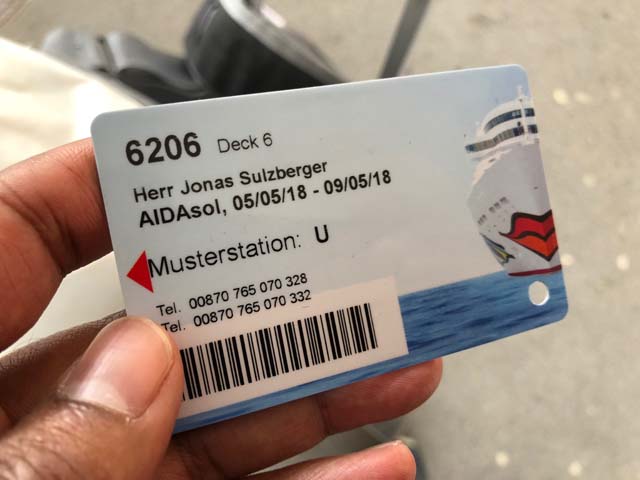 6206 Deck 6
Herr Jonas Sulzberger
AIDAsol, 05/05/18 - 09/05/18
Musterstation: U
Tel. 00870 765 070 328
Tel. 00870 765 070 332